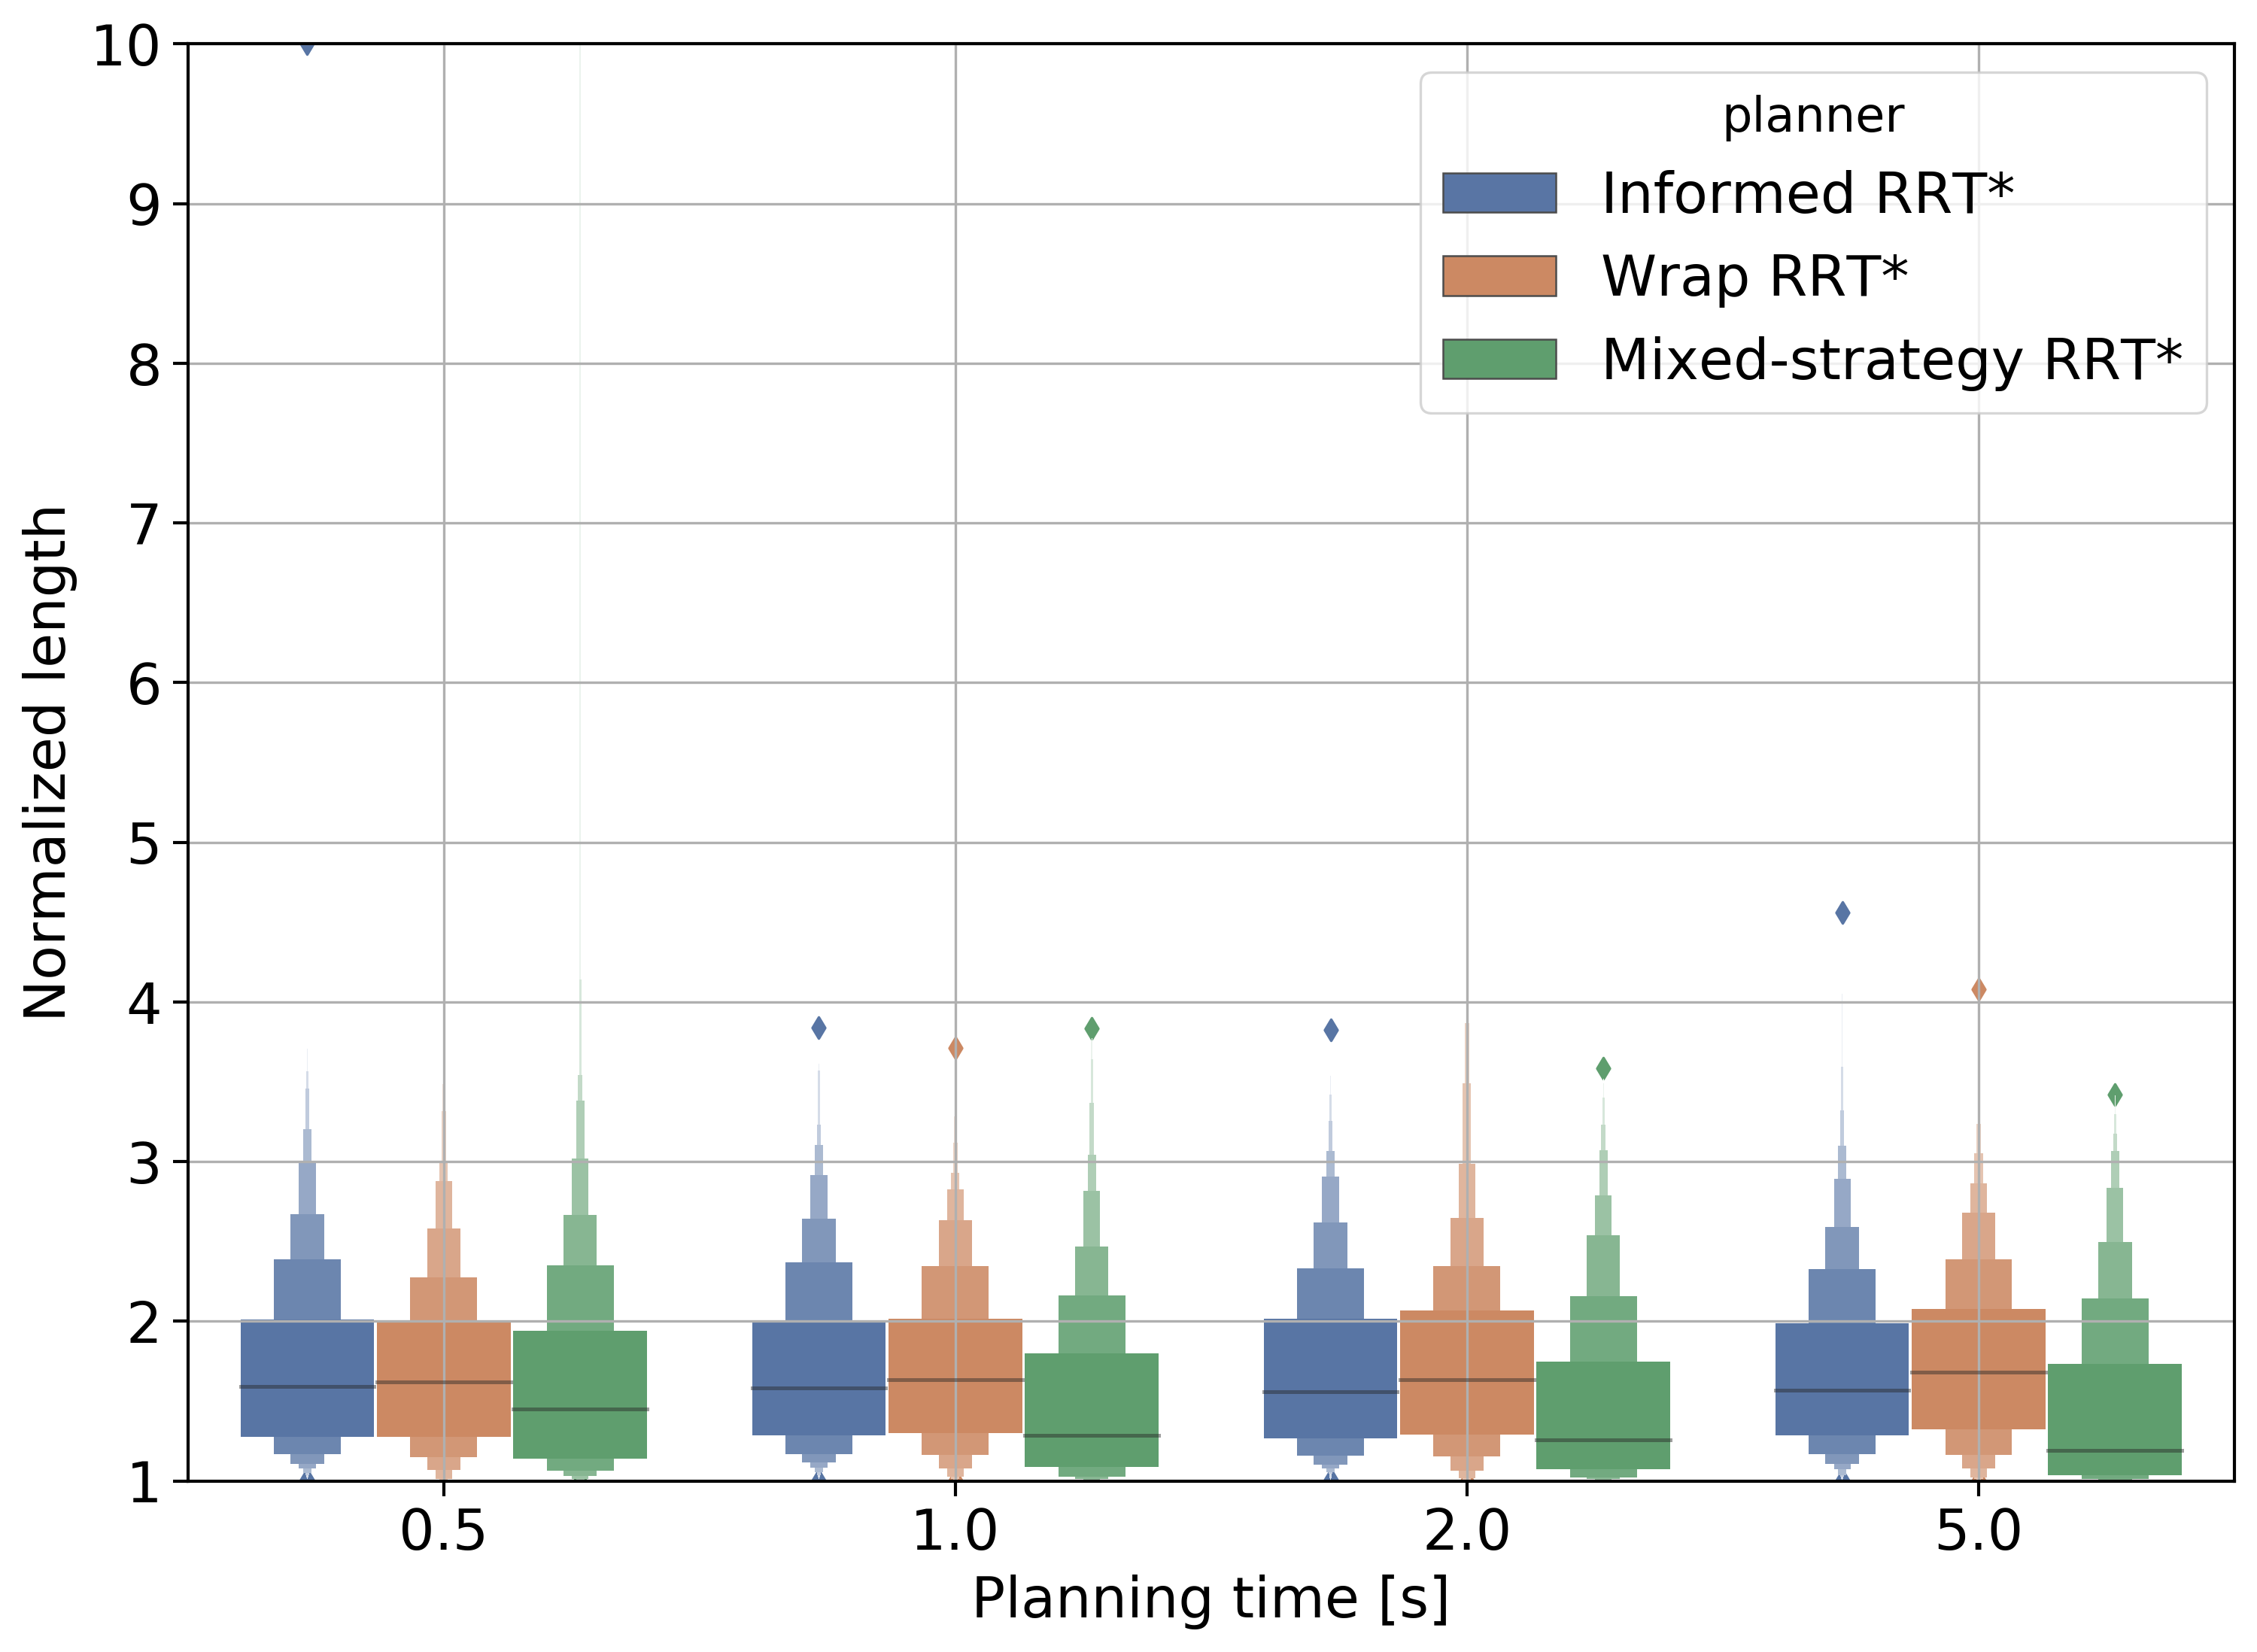 Normalized length
10
9
8
7
6
5
4
3
2
1
planner
Informed RRT*
Wrap RRT*
Mixed-strategy RRT*
0.5 1.0 2.0 5.0
Planning time [s]